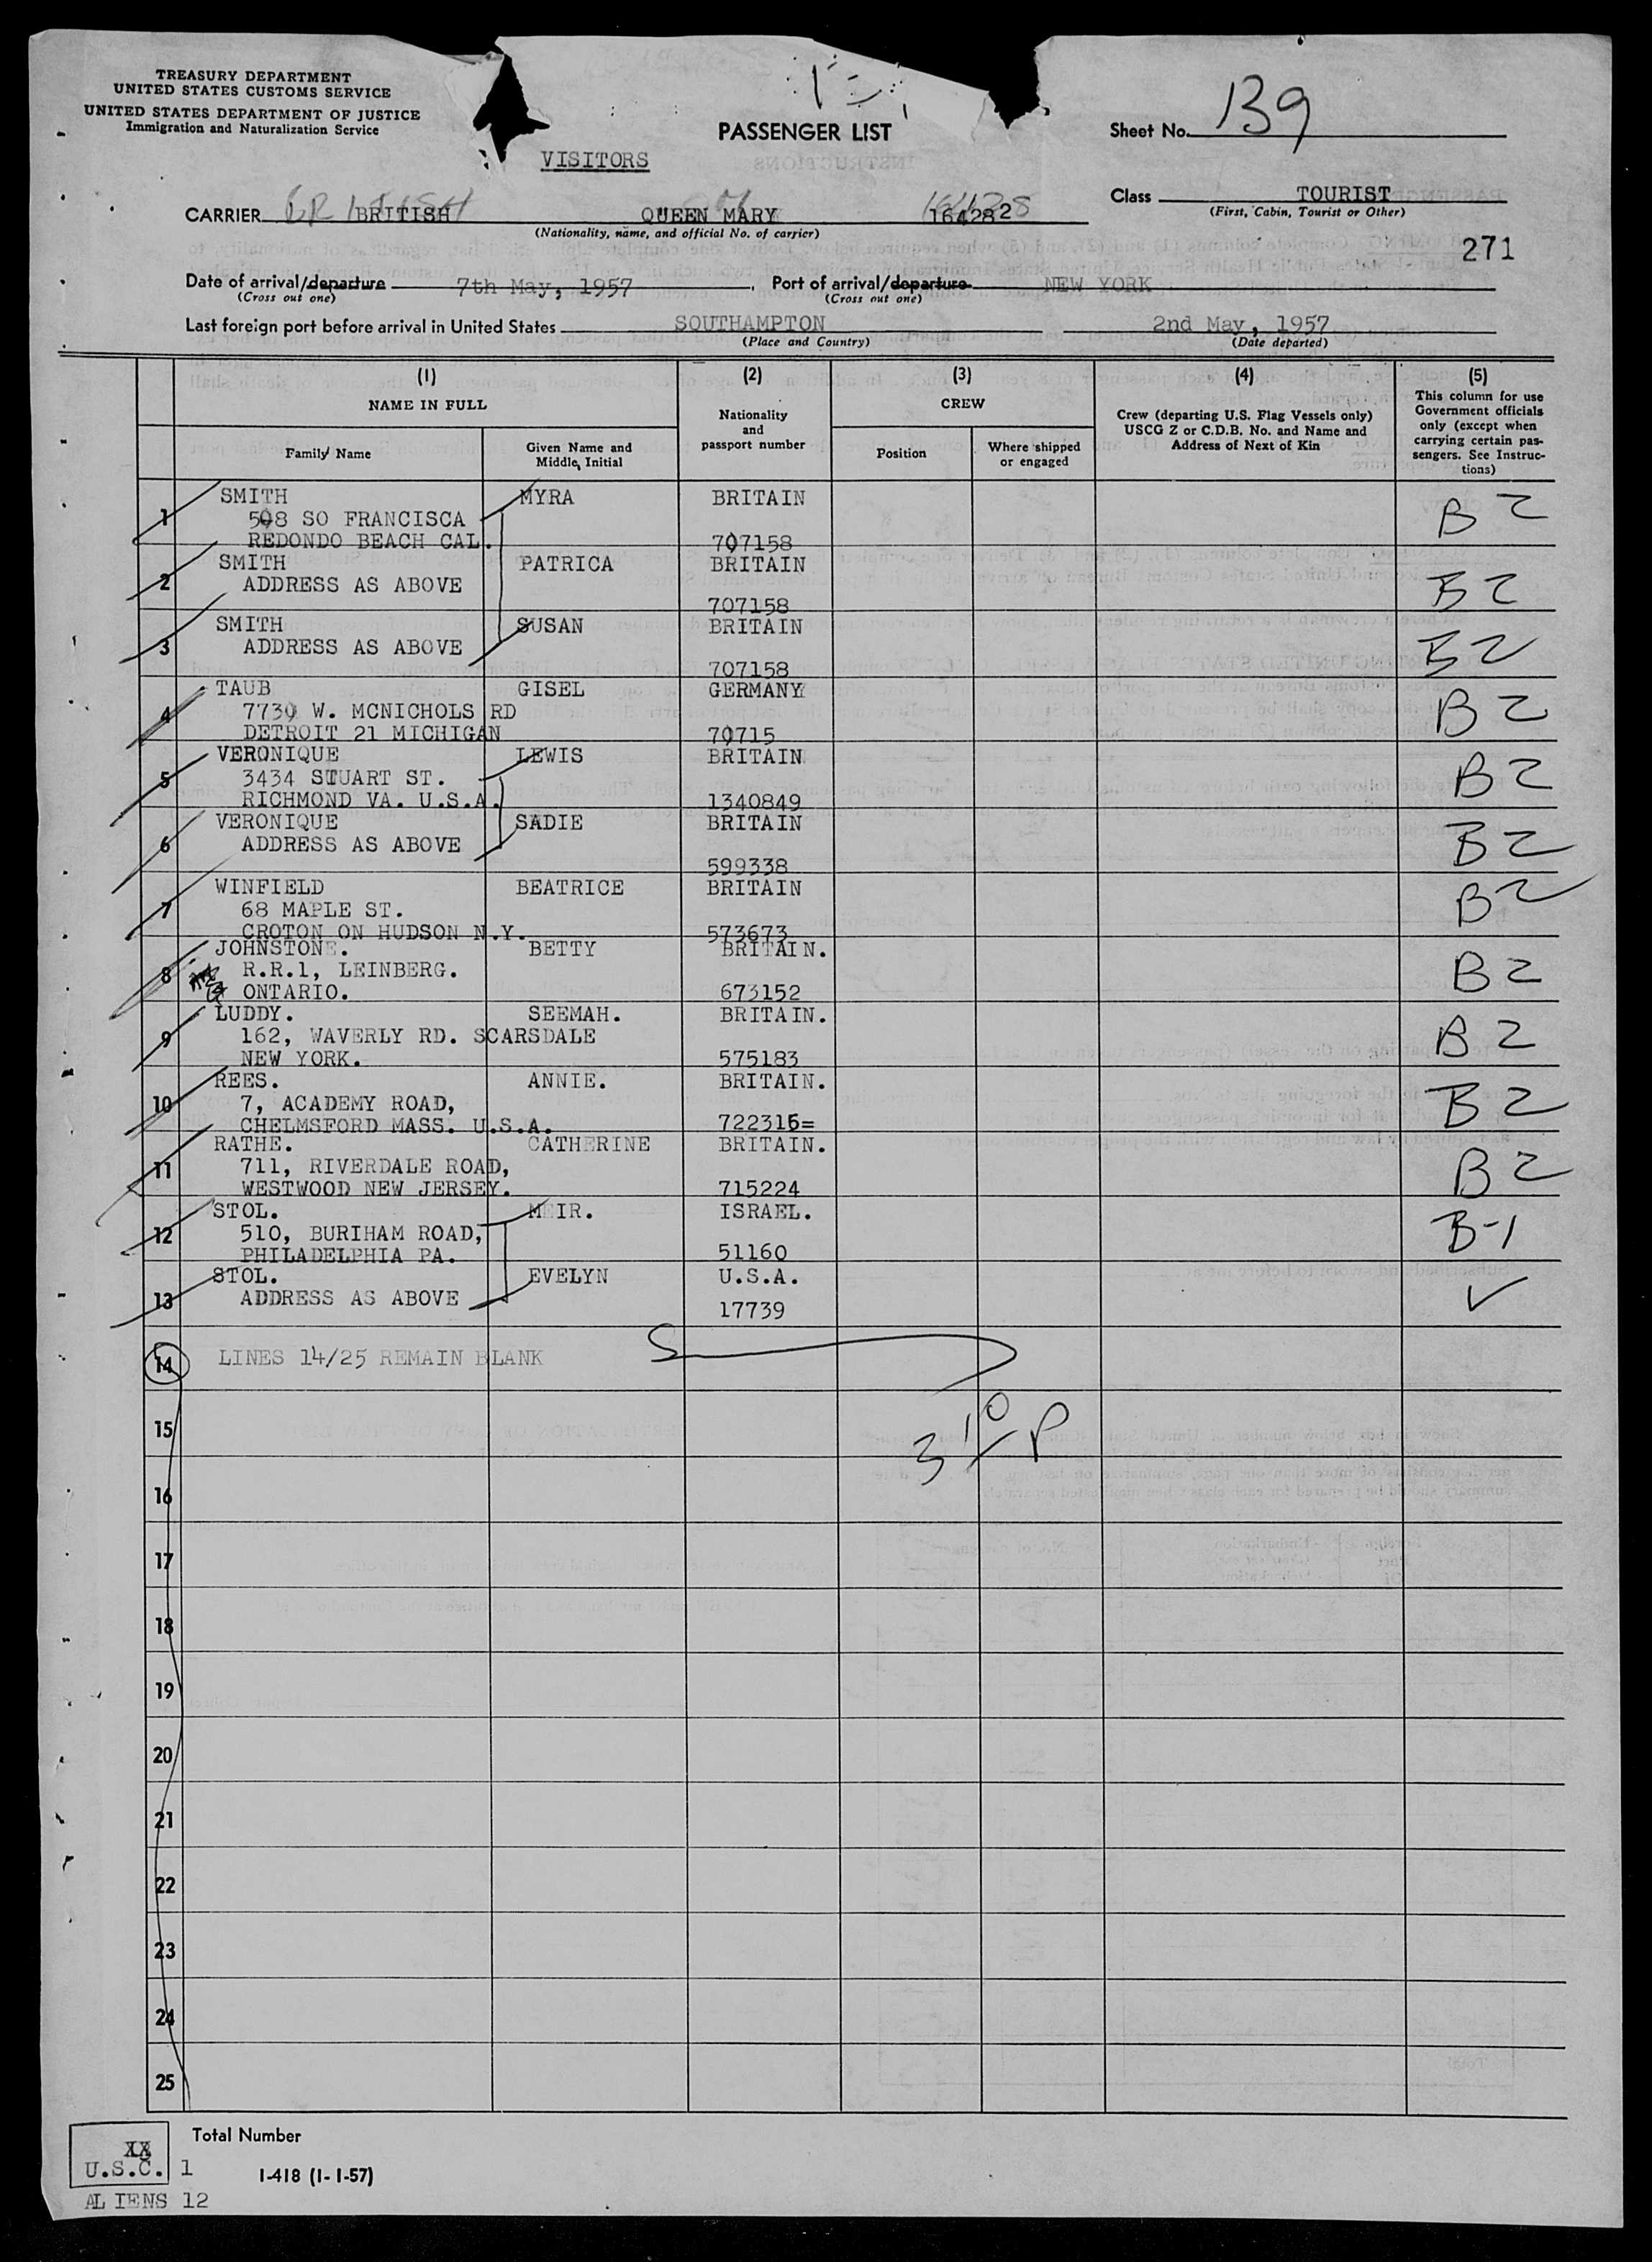 TREASURY DEPARTMENT
UNITED STATES CUSTOMS SERVICE
UNITED STATES DEPARTMENT OF JUSTICE
Immigration and Naturalization Service
PASSENGER LIST
VISITORS
Sheet No. 139
Class TOURIST
(First, Cabin, Tourist or Other)
CARRIER BRITISH QUEEN MARY 164282
(Nationality, name, and official No. of carrier)
271
Date of arrival/departure 7th May, 1957. Port of arrival/departure NEW YORK
(Cross out one) (Cross out one)
Last foreign port before arrival in United States SOUTHAMPTON 2nd May, 1957
(Place and Country) (Date departed)
(1) (2) (3) (4) (5)
NAME IN FULL
Family Name
Given Name and Middle Initial
Nationality and passport number
CREW
Position
Where shipped or engaged
Crew (departing U.S. Flag Vessels only)
USCG Z or C.D.B. No. and Name and
Address of Next of Kin
This column for use
Government officials
only (except when
carrying certain pas-
sengers. See Instruc-
tions)
1 SMITH MYRA BRITAIN B2
508 SO FRANCISCA
REDONDO BEACH CAL. 707158
2 SMITH PATRICA BRITAIN B2
ADDRESS AS ABOVE
707158
3 SMITH SUSAN BRITAIN B2
ADDRESS AS ABOVE
707158
4 TAUB GISEL GERMANY B2
7739 W. MCNICHOLS RD
DETROIT 21 MICHIGAN 70715
5 VERONIQUE LEWIS BRITAIN B2
3434 STUART ST.
RICHMOND VA. U.S.A. 1340849
6 VERONIQUE SADIE BRITAIN B2
ADDRESS AS ABOVE
599338
7 WINFIELD BEATRICE BRITAIN B2
68 MAPLE ST.
CROTON ON HUDSON N.Y. 573673
8 JOHNSTONE. BETTY BRITAIN. B2
R.R.1, LEINBERG.
ONTARIO. 673152
9 LUDDY. SEEMAH. BRITAIN. B2
162, WAVERLY RD. SCARSDALE
NEW YORK. 575183
10 REES. ANNIE. BRITAIN. B2
7, ACADEMY ROAD,
CHELMSFORD MASS. U.S.A. 722316=
11 RATHE. CATHERINE BRITAIN. B2
711, RIVERDALE ROAD,
WESTWOOD NEW JERSEY. 715224
12 STOL. MEIR. ISRAEL. B-1
510, BURIHAM ROAD,
PHILADELPHIA PA. 51160
13 STOL. EVELYN U.S.A. ✓
ADDRESS AS ABOVE
17739
14 LINES 14/25 REMAIN BLANK
15 3 10 P
16
17
18
19
20
21
22
23
24
25
Total Number
U.S.C. 1
I-418 (1-1-57)
ALIENS 12